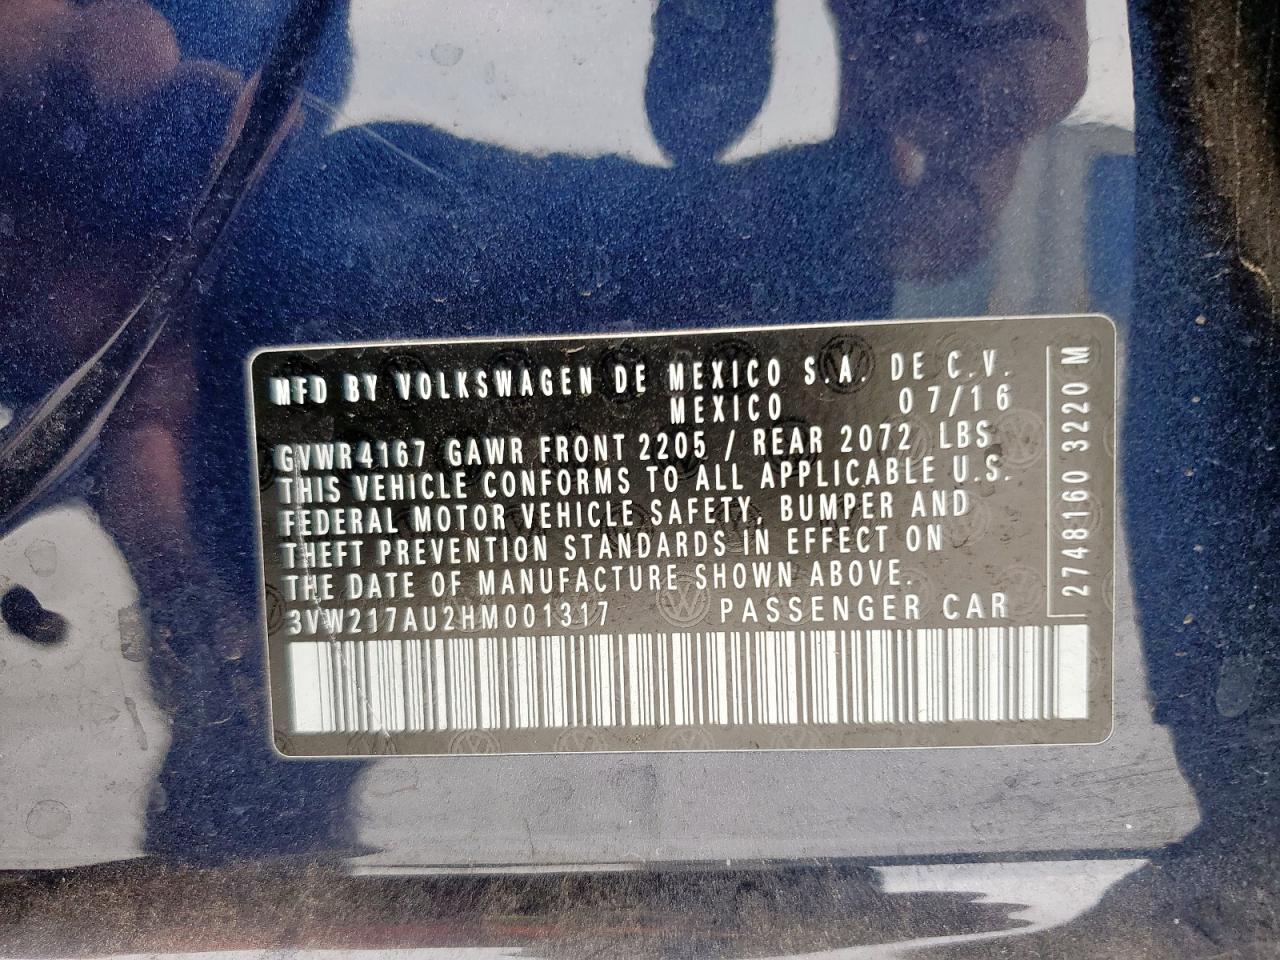 MFD BY VOLKSWAGEN DE MEXICO S.A. DE C.V.
MEXICO 07/16
GVWR4167 GAWR FRONT 2205 / REAR 2072 LBS
THIS VEHICLE CONFORMS TO ALL APPLICABLE U.S.
FEDERAL MOTOR VEHICLE SAFETY, BUMPER AND
THEFT PREVENTION STANDARDS IN EFFECT ON
THE DATE OF MANUFACTURE SHOWN ABOVE.
3VW217AU2HM001317 PASSENGER CAR
2748160 3220 M